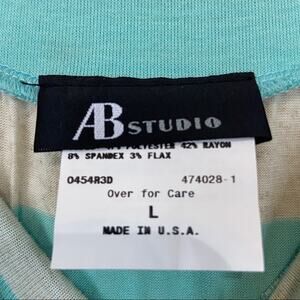 AB STUDIO
POLYESTER 42% RAYON
8% SPANDEX 3% FLAX
0454R3D 474028-1
Over for Care
L
MADE IN U.S.A.